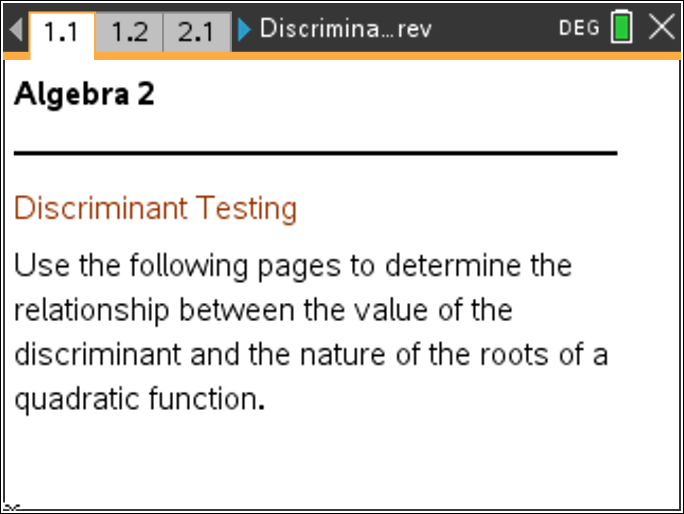 1.1 1.2 2.1 Discrimina...rev DEG
Algebra 2
Discriminant Testing
Use the following pages to determine the
relationship between the value of the
discriminant and the nature of the roots of a
quadratic function.